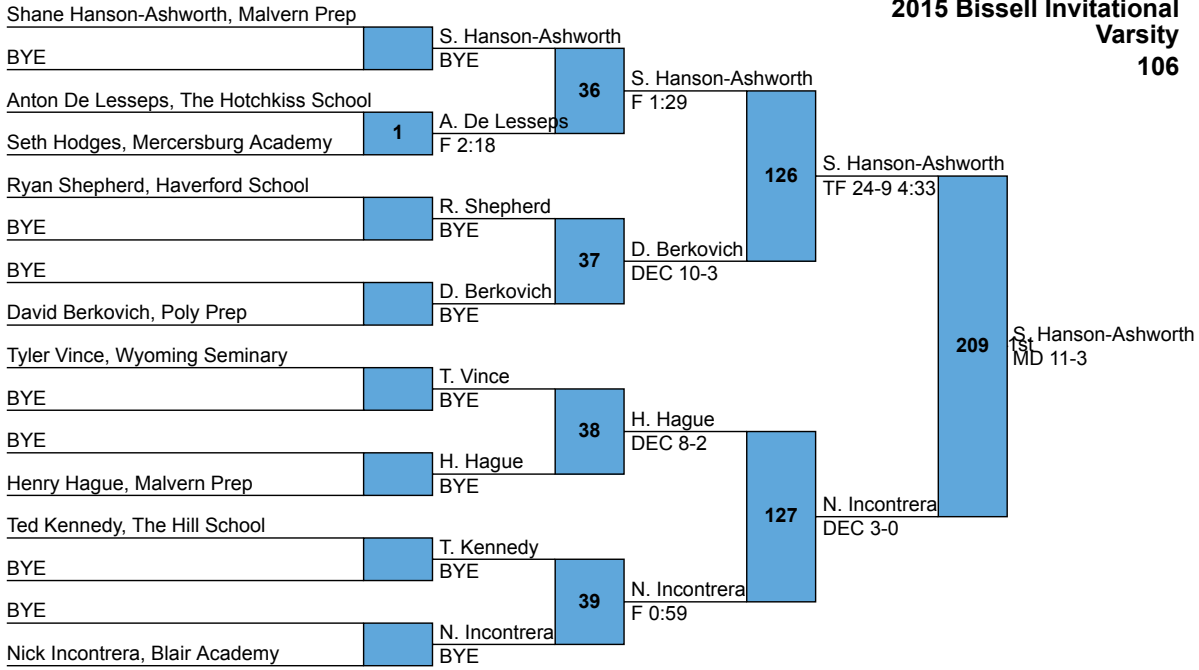 2015 Bissell Invitational
Varsity
106
Shane Hanson-Ashworth, Malvern Prep
BYE
Anton De Lesseps, The Hotchkiss School
Seth Hodges, Mercersburg Academy
Ryan Shepherd, Haverford School
BYE
BYE
David Berkovich, Poly Prep
Tyler Vince, Wyoming Seminary
BYE
BYE
Henry Hague, Malvern Prep
Ted Kennedy, The Hill School
BYE
BYE
Nick Incontrera, Blair Academy
1
S. Hanson-Ashworth
BYE
A. De Lesseps
F 2:18
R. Shepherd
BYE
D. Berkovich
BYE
T. Vince
BYE
H. Hague
BYE
T. Kennedy
BYE
N. Incontrera
BYE
36
37
38
39
S. Hanson-Ashworth
F 1:29
D. Berkovich
DEC 10-3
H. Hague
DEC 8-2
N. Incontrera
F 0:59
126
127
S. Hanson-Ashworth
TF 24-9 4:33
N. Incontrera
DEC 3-0
209
S. Hanson-Ashworth
1st
MD 11-3